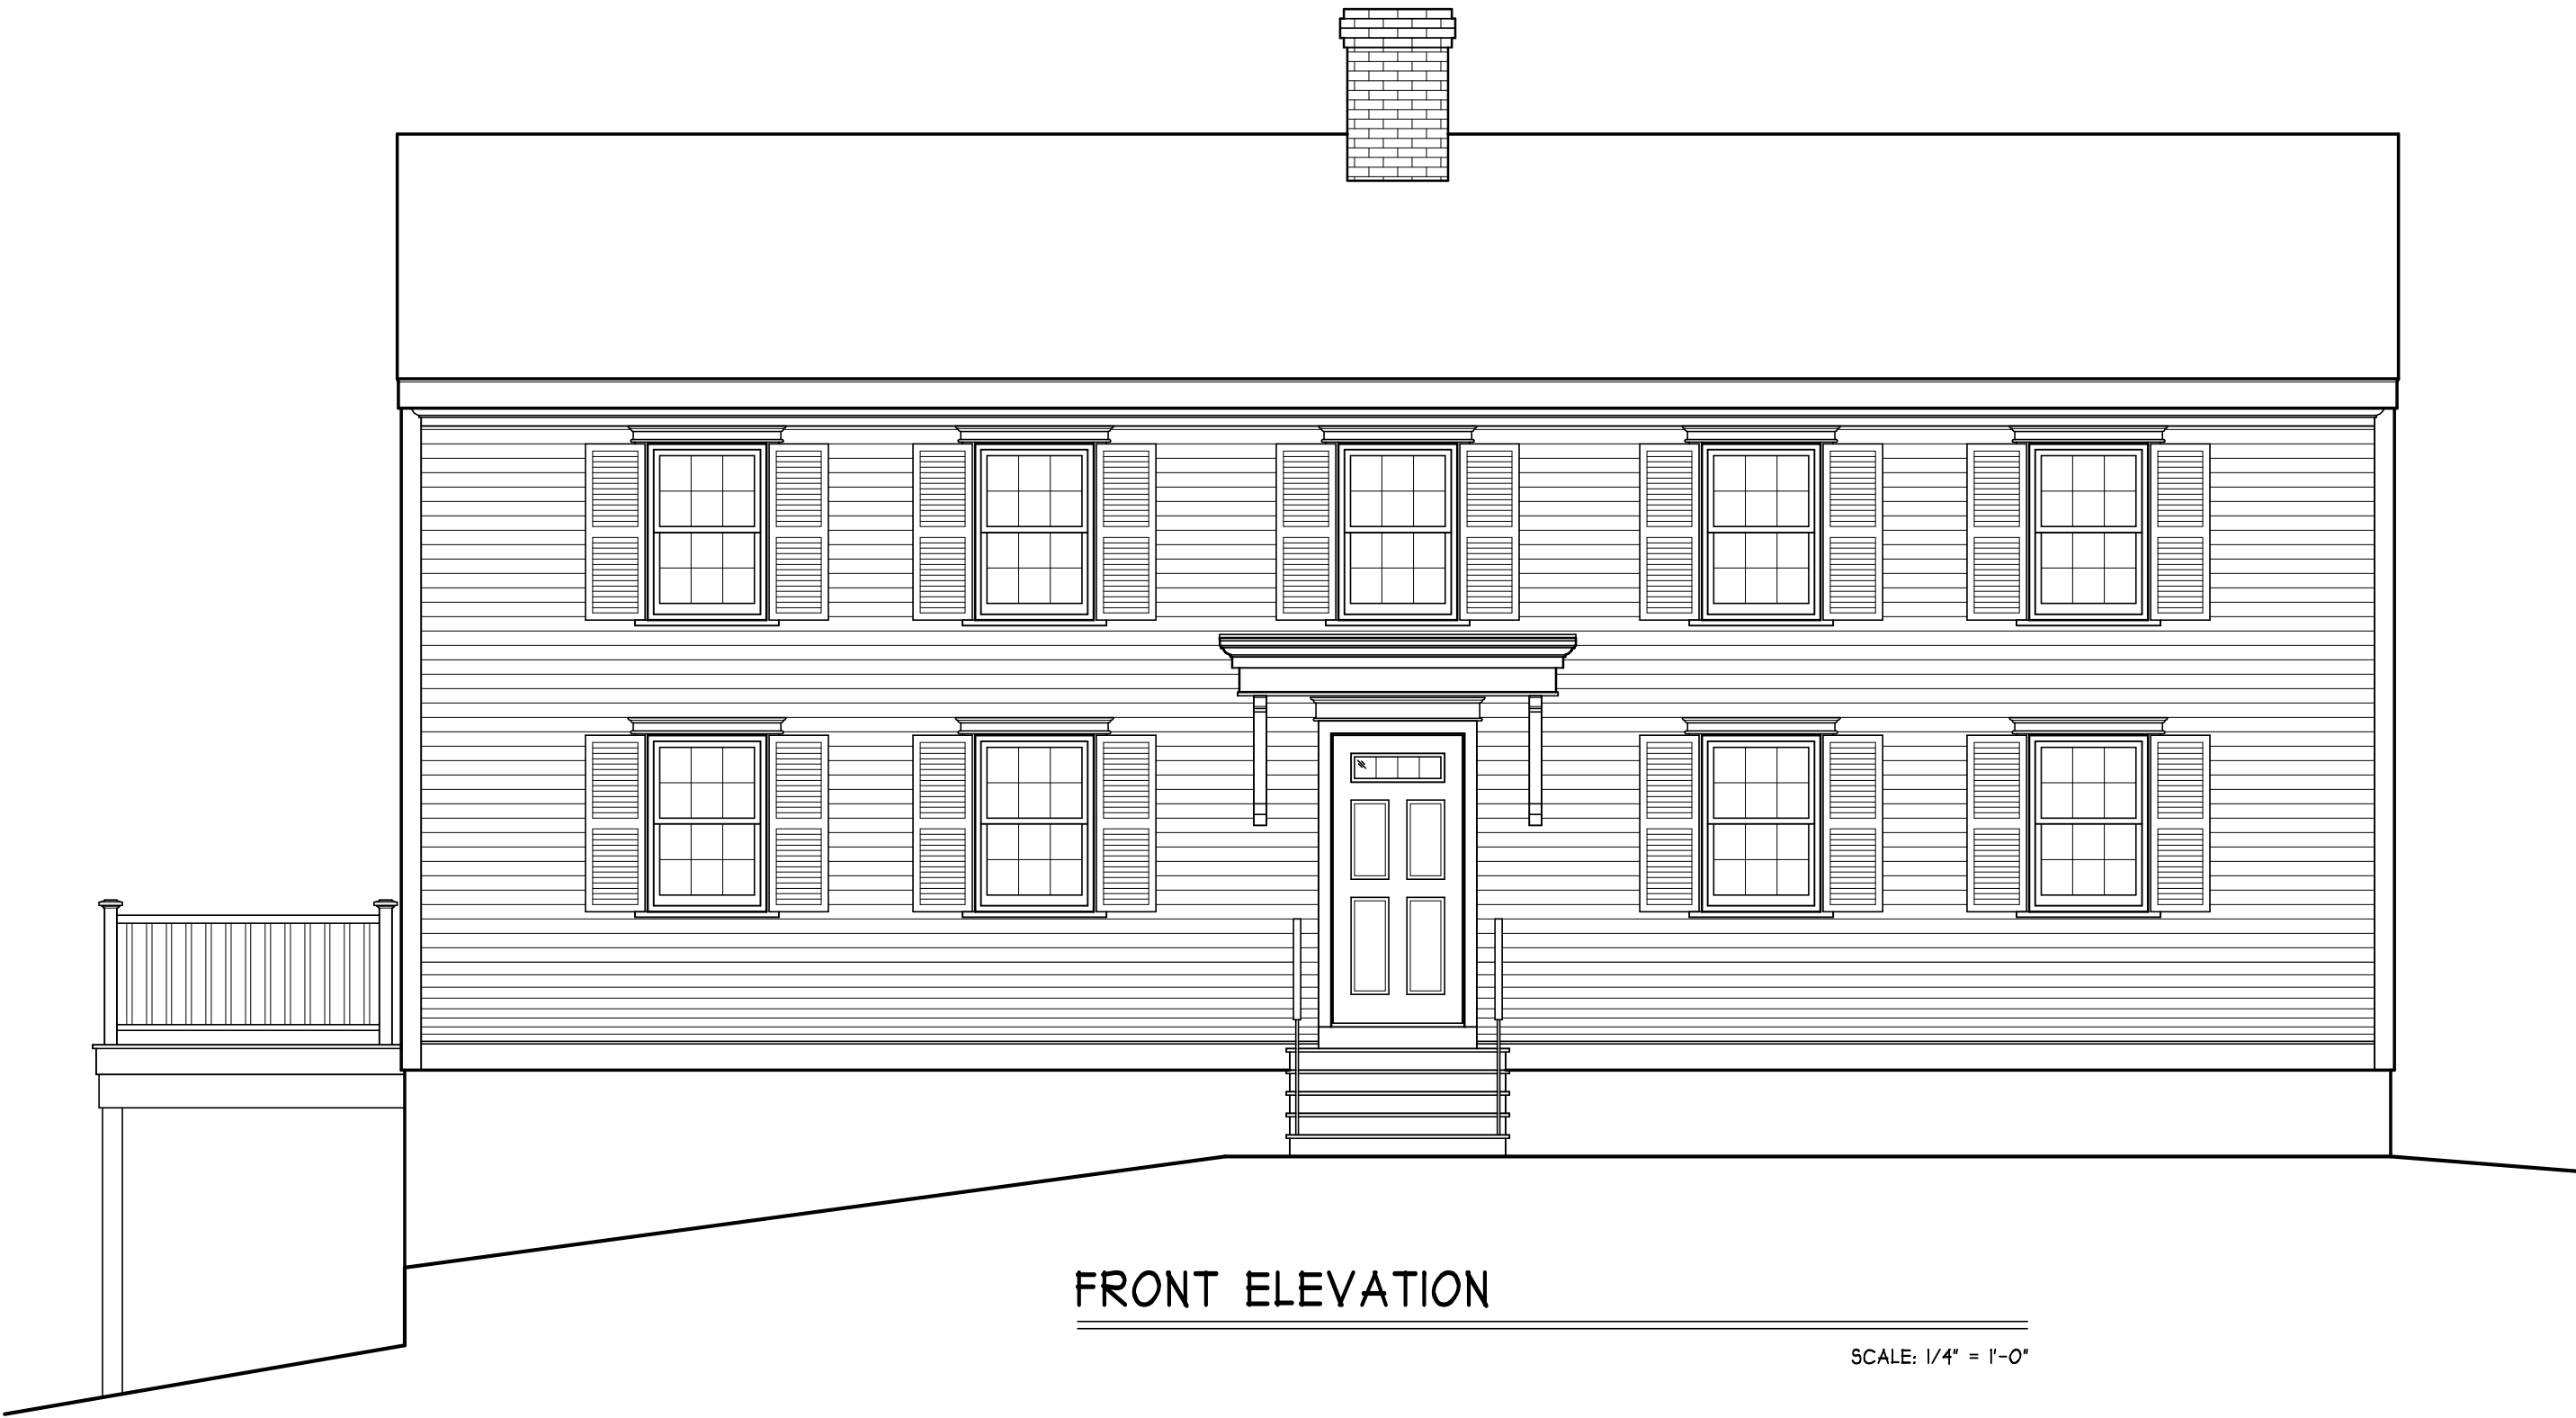 FRONT ELEVATION
SCALE: 1/4" = 1'-0"